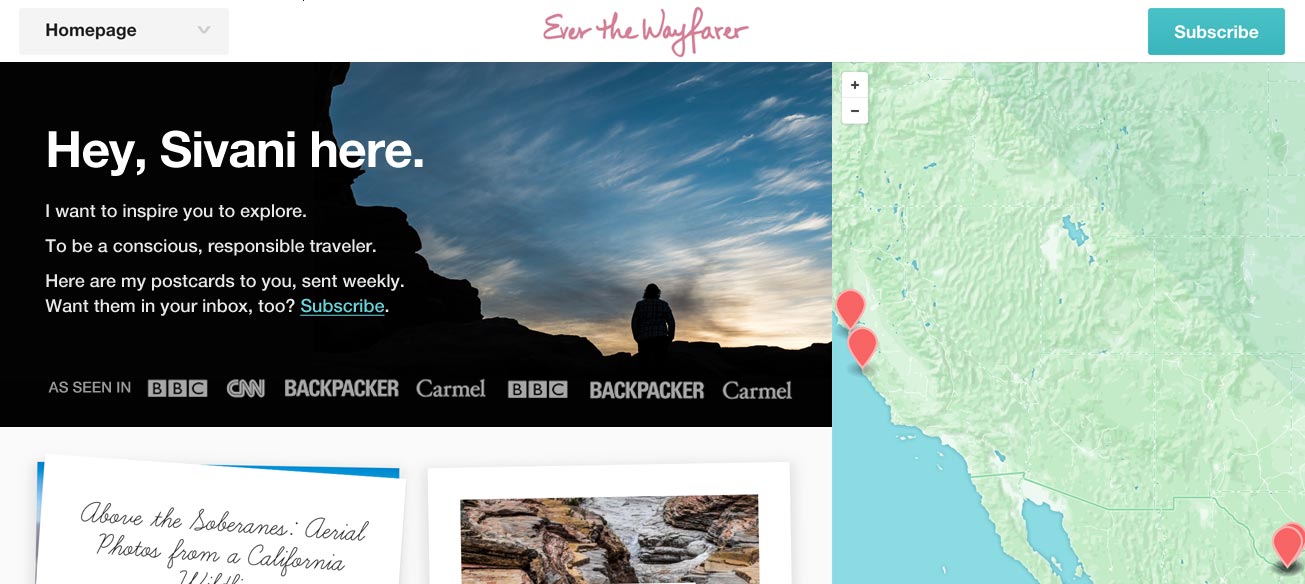 Homepage
Ever the Wayfarer
Subscribe
+
−
Hey, Sivani here.
I want to inspire you to explore.
To be a conscious, responsible traveler.
Here are my postcards to you, sent weekly.
Want them in your inbox, too? Subscribe.
AS SEEN IN BBC CNN BACKPACKER Carmel BBC BACKPACKER Carmel
Above the Soberanes: Aerial
Photos from a California